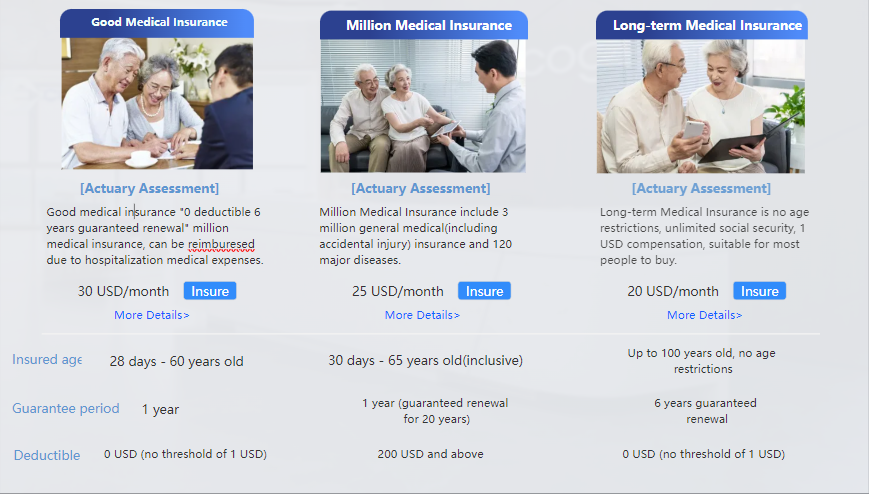 Good Medical Insurance
Million Medical Insurance
Long-term Medical Insurance
[Actuary Assessment]
Good medical insurance "0 deductible 6
years guaranteed renewal" million
medical insurance, can be reimburesed
due to hospitalization medical expenses.
30 USD/month Insure
More Details>
[Actuary Assessment]
Million Medical Insurance include 3
million general medical(including
accidental injury) insurance and 120
major diseases.
25 USD/month Insure
More Details>
[Actuary Assessment]
Long-term Medical Insurance is no age
restrictions, unlimited social security, 1
USD compensation, suitable for most
people to buy.
20 USD/month Insure
More Details>
Insured age 28 days - 60 years old 30 days - 65 years old(inclusive) Up to 100 years old, no age
restrictions
Guarantee period 1 year 1 year (guaranteed renewal
for 20 years) 6 years guaranteed
renewal
Deductible 0 USD (no threshold of 1 USD) 200 USD and above 0 USD (no threshold of 1 USD)